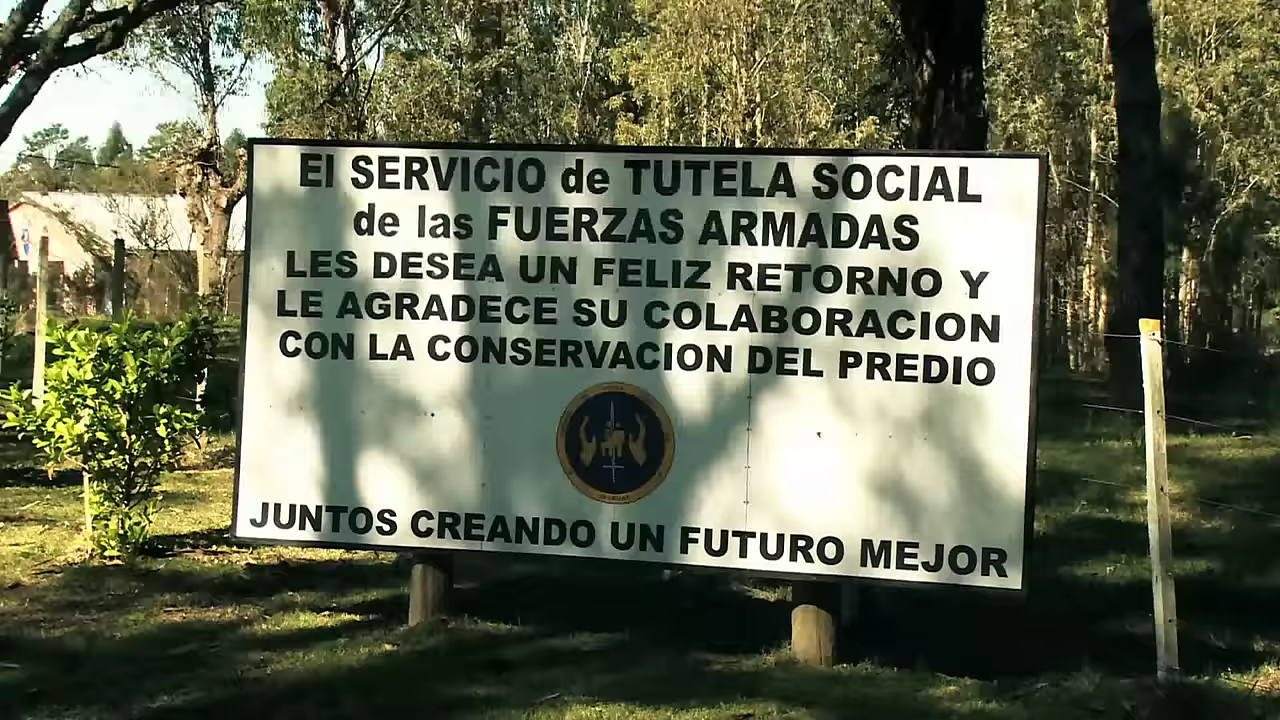 El SERVICIO de TUTELA SOCIAL
de las FUERZAS ARMADAS
LES DESEA UN FELIZ RETORNO Y
LE AGRADECE SU COLABORACION
CON LA CONSERVACION DEL PREDIO
JUNTOS CREANDO UN FUTURO MEJOR